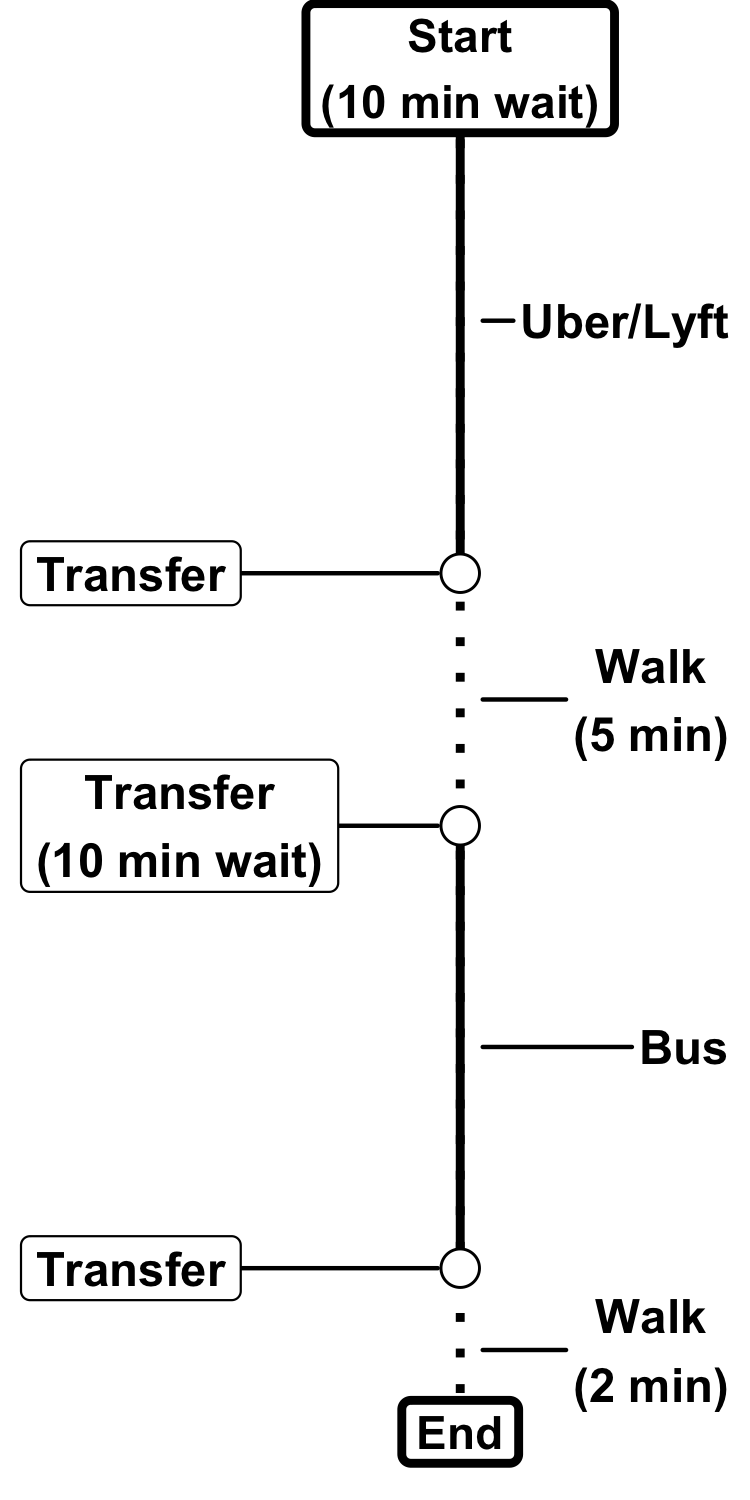 Start
(10 min wait)
Uber/Lyft
Transfer
Walk
(5 min)
Transfer
(10 min wait)
Bus
Transfer
Walk
(2 min)
End